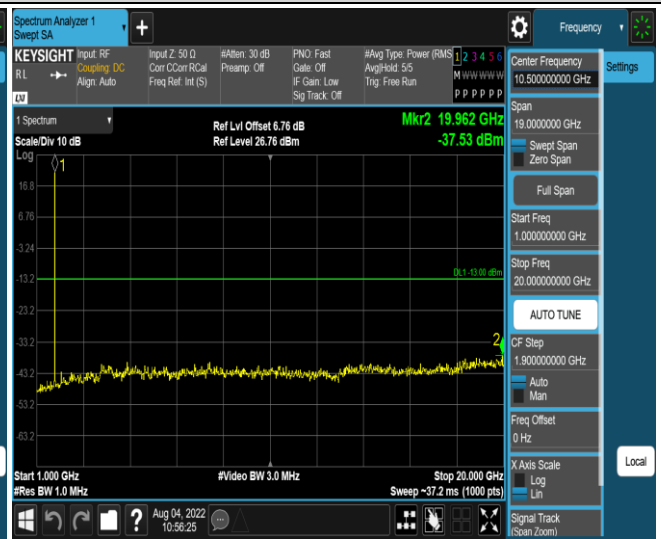 Spectrum Analyzer 1
Swept SA
+
Frequency
KEYSIGHT
RL
LXI
Input: RF
Coupling: DC
Align: Auto
Input Z: 50 Ω
Corr CCorr RCal
Freq Ref: Int (S)
#Atten: 30 dB
Preamp: Off
PNO: Fast
Gate: Off
IF Gain: Low
Sig Track: Off
#Avg Type: Power (RMS
Avg|Hold: 5/5
Trig: Free Run
1 2 3 4 5 6
M W W W W W
P P P P P P
Center Frequency
10.500000000 GHz
Settings
1 Spectrum
Scale/Div 10 dB
Log
Ref Lvl Offset 6.76 dB
Ref Level 26.76 dBm
Mkr2 19.962 GHz
-37.53 dBm
1
16.8
6.76
-3.24
-13.2
-23.2
-33.2
-43.2
-53.2
-63.2
DL1 -13.00 dBm
2
Start 1.000 GHz
#Res BW 1.0 MHz
#Video BW 3.0 MHz
Stop 20.000 GHz
Sweep ~37.2 ms (1000 pts)
Span
19.0000000 GHz
Swept Span
Zero Span
Full Span
Start Freq
1.000000000 GHz
Stop Freq
20.000000000 GHz
AUTO TUNE
CF Step
1.900000000 GHz
Auto
Man
Freq Offset
0 Hz
X Axis Scale
Log
Lin
Local
Signal Track
(Span Zoom)
?
Aug 04, 2022
10:56:25